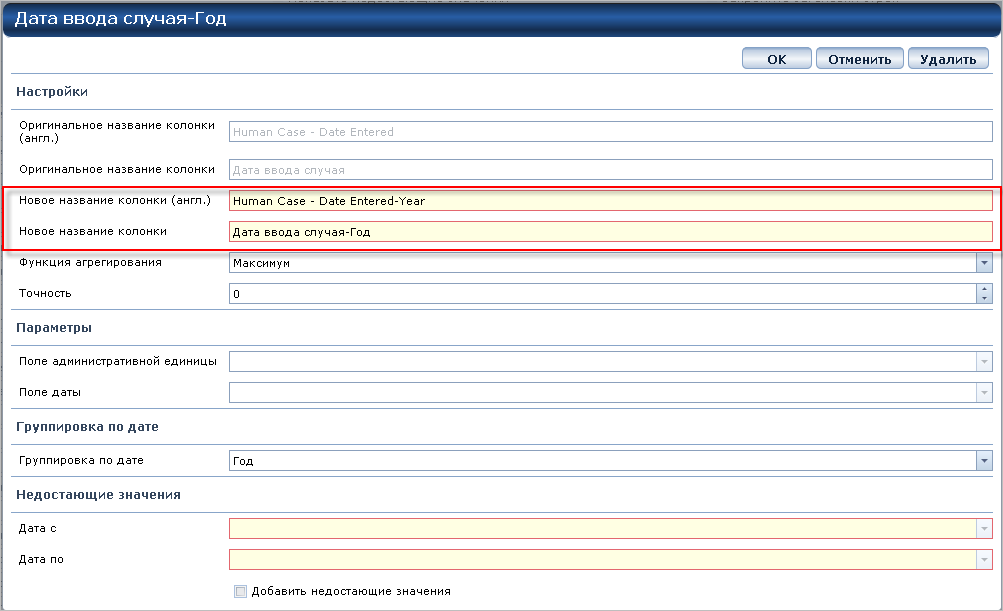 Дата ввода случая-Год
OK Отменить Удалить
Настройки
Оригинальное название колонки
(англ.)
Human Case - Date Entered
Оригинальное название колонки
Дата ввода случая
Новое название колонки (англ.)
Human Case - Date Entered-Year
Новое название колонки
Дата ввода случая-Год
Функция агрегирования
Максимум
Точность
0
Параметры
Поле административной единицы
Поле даты
Группировка по дате
Группировка по дате
Год
Недостающие значения
Дата с
Дата по
Добавить недостающие значения